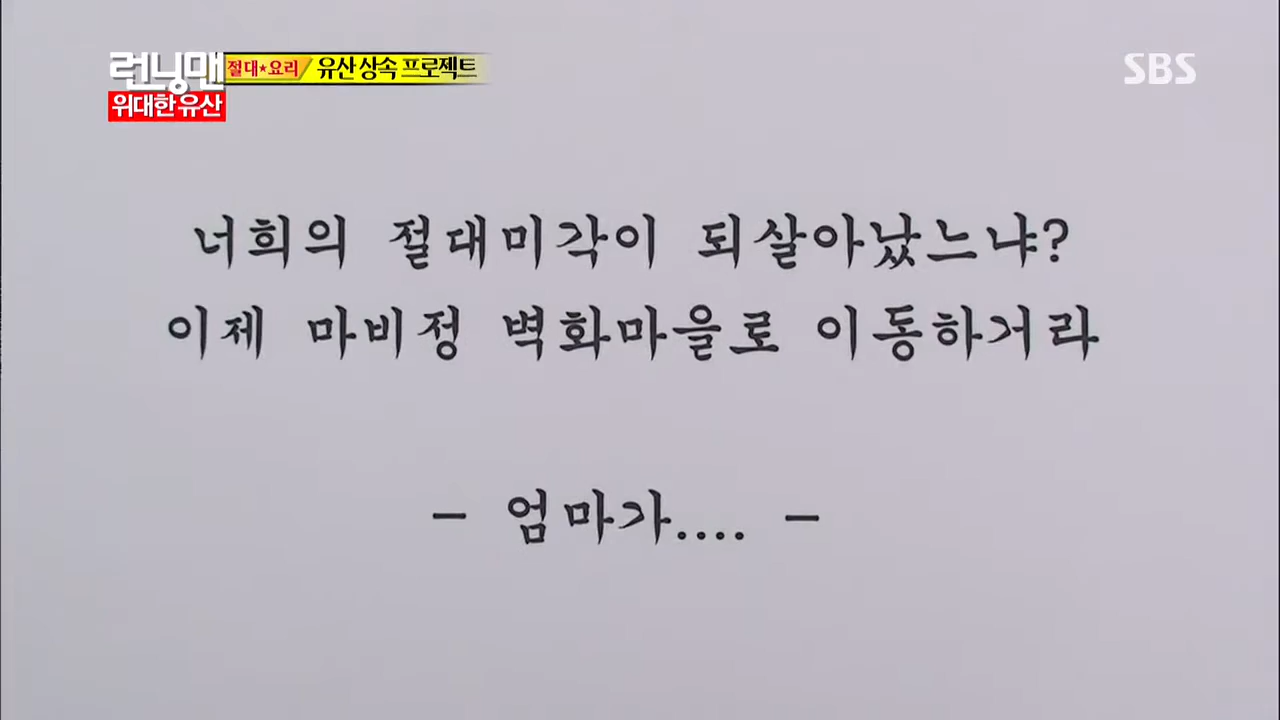 런닝맨 절대★요리 유산 상속 프로젝트
위대한 유산
SBS
너희의 절대미각이 되살아났느냐?
이제 마비정 벽화마을로 이동하거라
- 엄마가.... -